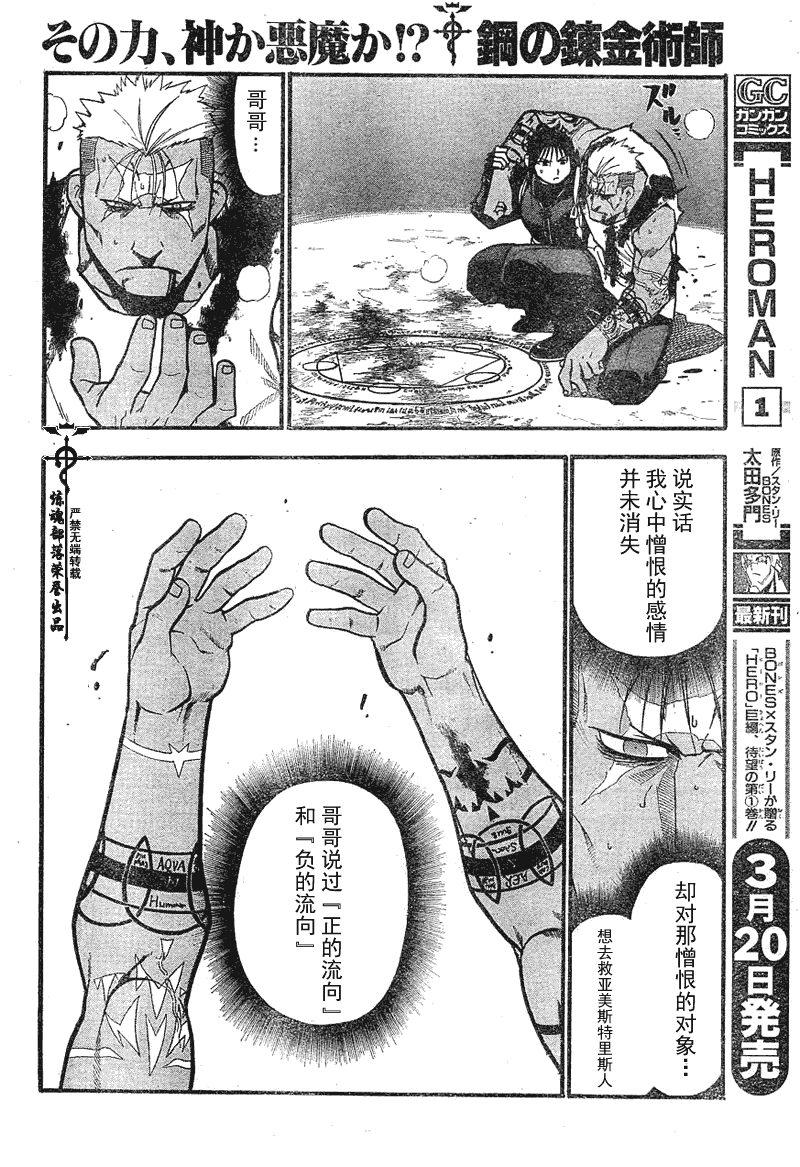 その力、神か悪魔か!?
鋼の錬金術師
ズルッ
哥哥…
说实话
我心中憎恨的感情
并未消失
却对那憎恨的对象…
想去救亚美斯特里斯人
哥哥说过『正的流向』
和『负的流向』
AQVA
Human
炼魂部落荣誉出品
严禁无端转载
GC
ガンガン
コミックス
HEROMAN
1
原作/スタン・リー
BONES
太田多門
最新刊
BONES×スタン・リーが贈る
「HERO」巨編、待望の第①巻!!
3月20日発売